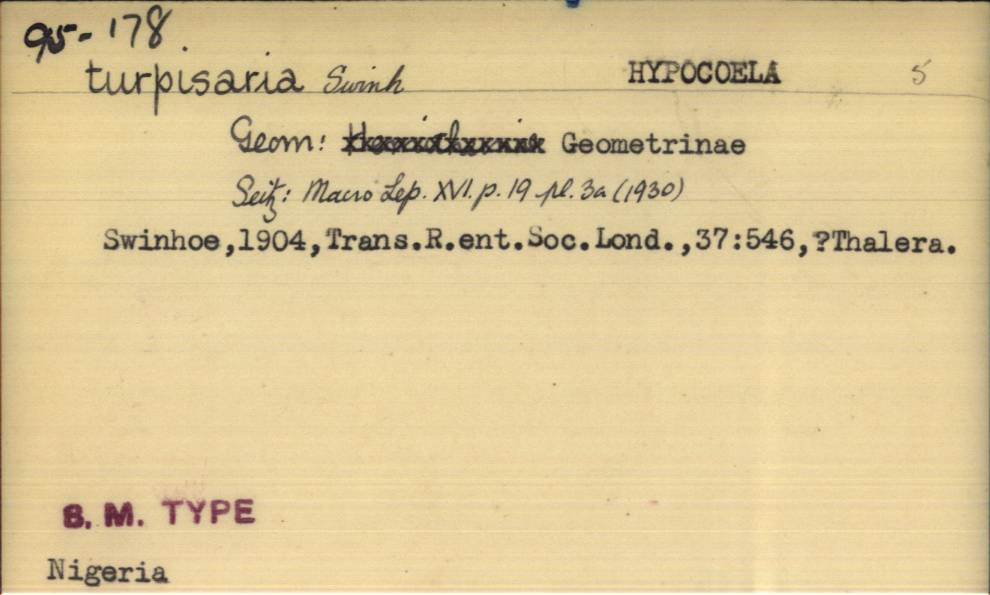 95-178.
turpisaria Swinh HYPOCOELA 5
Geom: Geometrinae
Seitz: Macro Lep. XVI. p. 19 pl. 3a (1930)
Swinhoe,1904,Trans.R.ent.Soc.Lond.,37:546,?Thalera.
B. M. TYPE
Nigeria